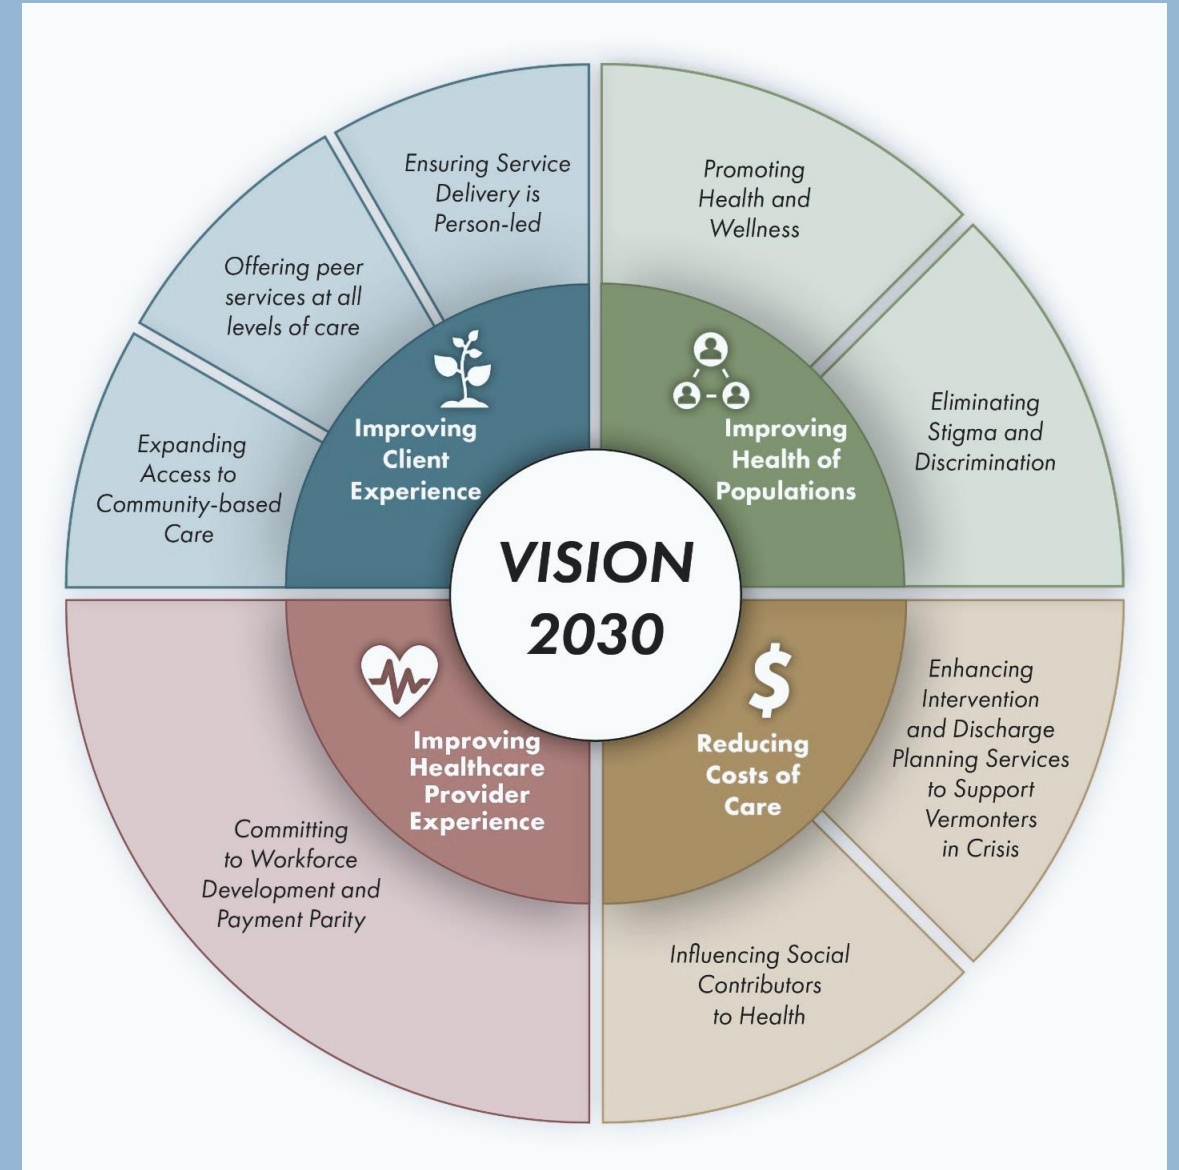 Ensuring Service
Delivery is
Person-led
Offering peer
services at all
levels of care
Expanding
Access to
Community-based
Care
Improving
Client
Experience
Promoting
Health and
Wellness
Eliminating
Stigma and
Discrimination
Improving
Health of
Populations
VISION
2030
Improving
Healthcare
Provider
Experience
Committing
to Workforce
Development and
Payment Parity
$
Reducing
Costs of
Care
Enhancing
Intervention
and Discharge
Planning Services
to Support
Vermonters
in Crisis
Influencing Social
Contributors
to Health